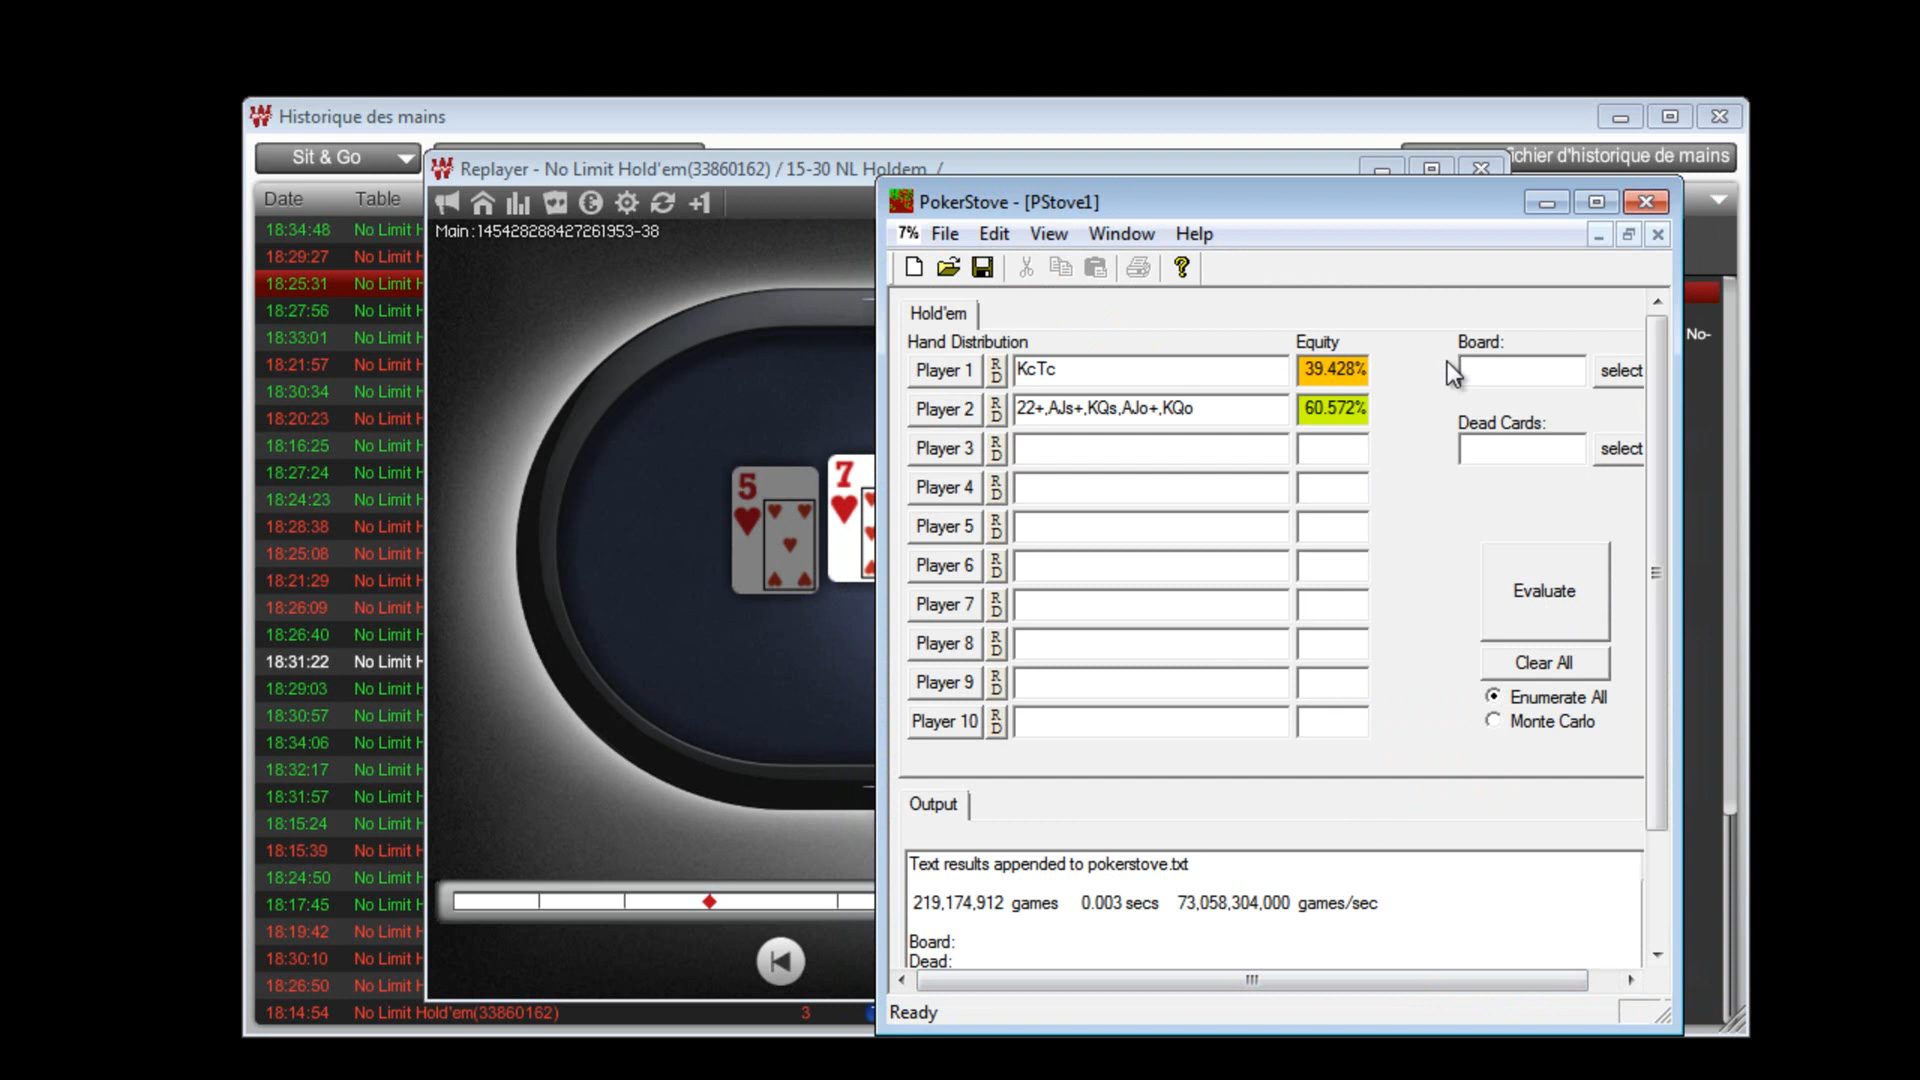 Historique des mains
Sit & Go
ichier d'historique de mains
Replayer - No Limit Hold'em(33860162) / 15-30 NL Holdem /
Date Table
+1
Main:145428288427261953-38
18:34:48 No Limit H
18:29:27 No Limit H
18:25:31 No Limit H
18:27:56 No Limit H
18:33:01 No Limit H
18:21:57 No Limit H
18:30:34 No Limit H
18:20:23 No Limit H
18:16:25 No Limit H
18:27:24 No Limit H
18:24:23 No Limit H
18:28:38 No Limit H
18:25:08 No Limit H
18:21:29 No Limit H
18:26:09 No Limit H
18:26:40 No Limit H
18:31:22 No Limit H
18:29:03 No Limit H
18:30:57 No Limit H
18:34:06 No Limit H
18:32:17 No Limit H
18:31:57 No Limit H
18:15:24 No Limit H
18:15:39 No Limit H
18:24:50 No Limit H
18:17:45 No Limit H
18:19:42 No Limit H
18:30:10 No Limit H
18:26:50 No Limit H
18:14:54 No Limit Hold'em(33860162) 3
5
7
No-
PokerStove - [PStove1]
7% File Edit View Window Help
Hold'em
Hand Distribution Equity Board:
Player 1 R D KcTc 39.428% select
Player 2 R D 22+,AJs+,KQs,AJo+,KQo 60.572%
Dead Cards:
Player 3 R D select
Player 4 R D
Player 5 R D
Player 6 R D
Player 7 R D
Player 8 R D
Player 9 R D
Player 10 R D
Evaluate
Clear All
Enumerate All
Monte Carlo
Output
Text results appended to pokerstove.txt
219,174,912 games 0.003 secs 73,058,304,000 games/sec
Board:
Dead:
Ready